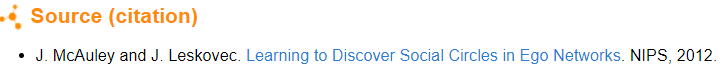 Source (citation)
• J. McAuley and J. Leskovec. Learning to Discover Social Circles in Ego Networks. NIPS, 2012.